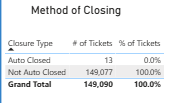 Method of Closing
Closure Type # of Tickets % of Tickets
Auto Closed 13 0.0%
Not Auto Closed 149,077 100.0%
Grand Total 149,090 100.0%